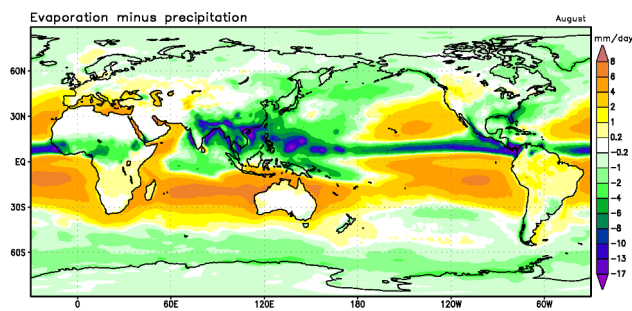 Evaporation minus precipitation
August
mm/day
8
6
4
2
1
0.2
-0.2
-1
-2
-4
-6
-8
-10
-13
-17
60N
30N
EQ
30S
60S
0 60E 120E 180 120W 60W